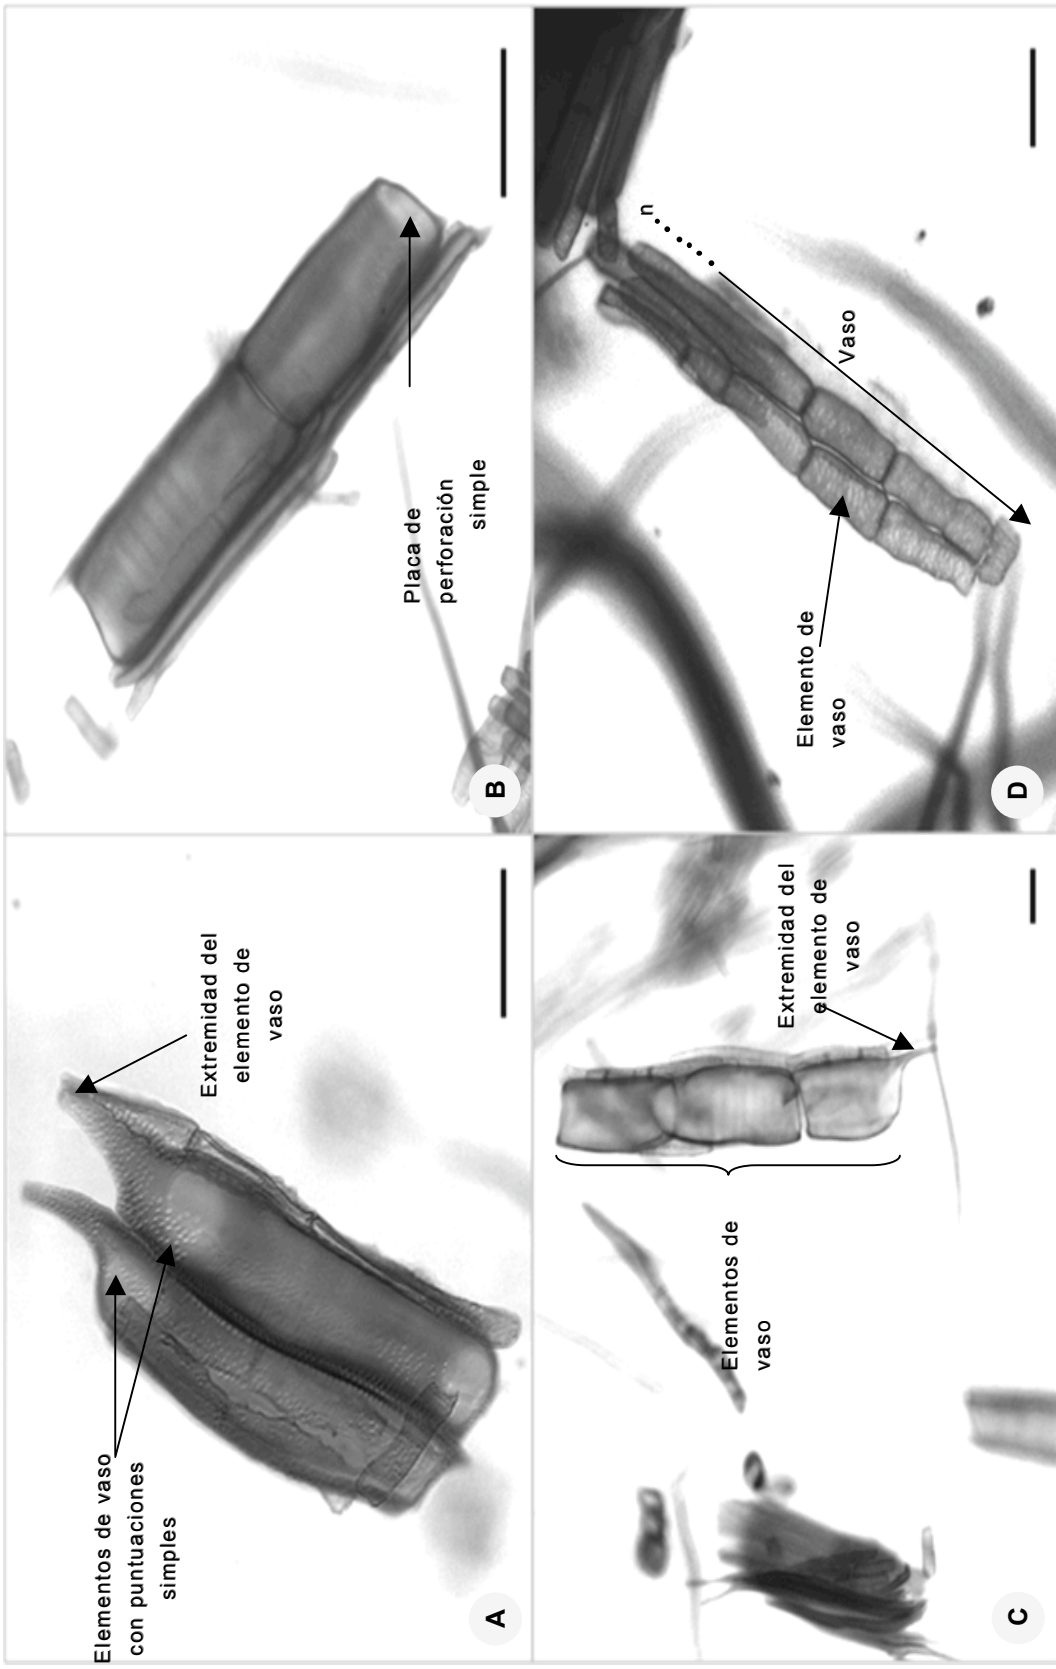 Elementos de vaso
con puntuaciones
simples
Extremidad del
elemento de
vaso
A
Placa de
perforación
simple
B
Elementos de
vaso
Extremidad del
elemento de
vaso
C
Elemento de
vaso
Vaso
n
D